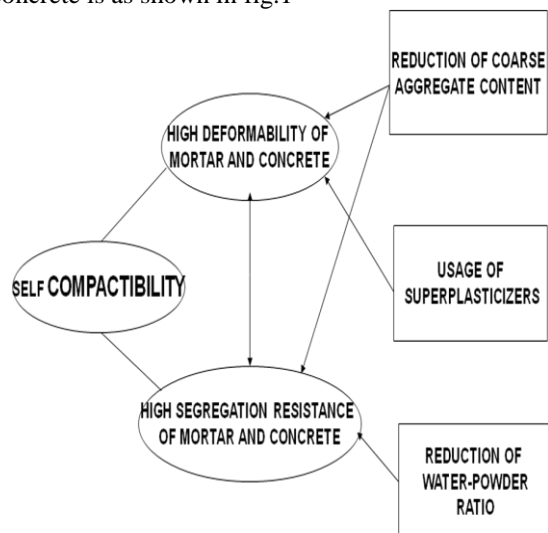 concrete is as shown in fig.1
REDUCTION OF COARSE
AGGREGATE CONTENT
HIGH DEFORMABILITY OF
MORTAR AND CONCRETE
SELF COMPACTIBILITY
USAGE OF
SUPERPLASTICIZERS
HIGH SEGREGATION RESISTANCE
OF MORTAR AND CONCRETE
REDUCTION OF
WATER-POWDER
RATIO